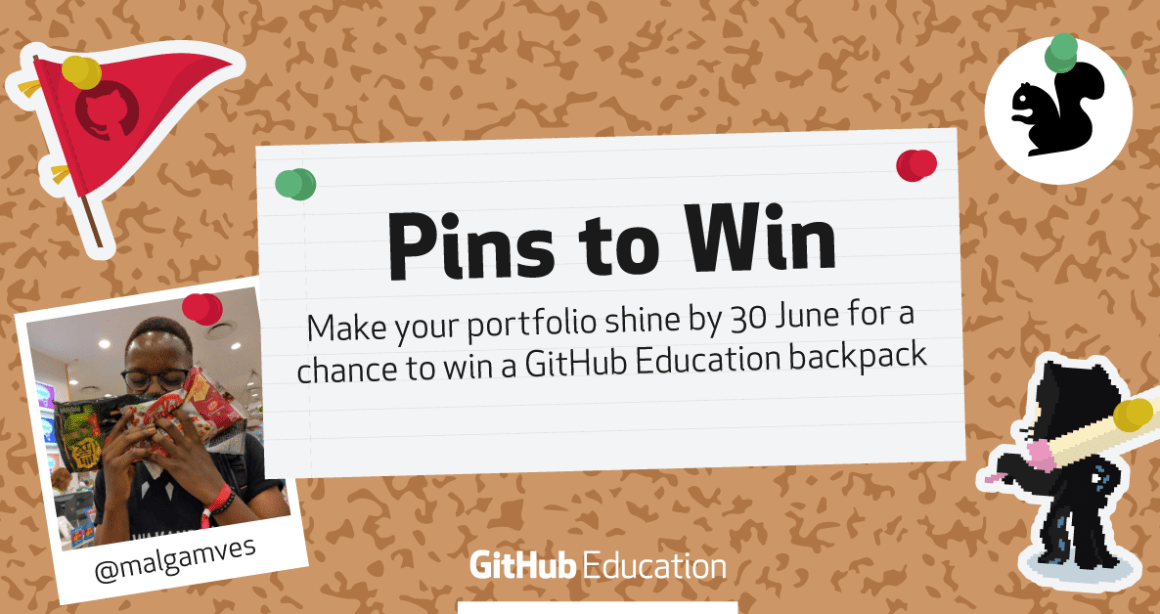 Pins to Win
Make your portfolio shine by 30 June for a
chance to win a GitHub Education backpack
@malgamves
GitHub Education